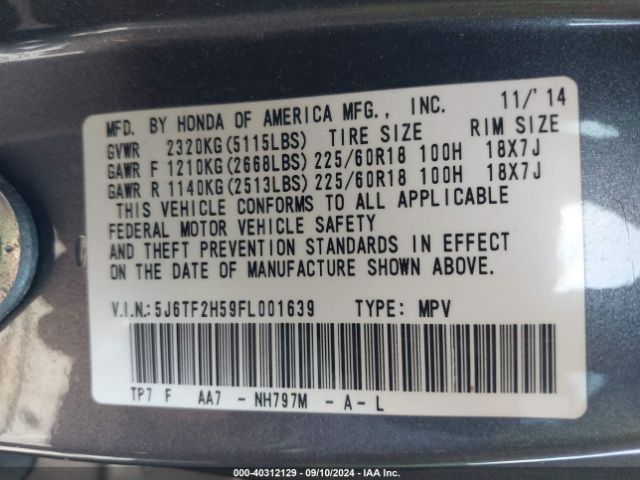 MFD. BY HONDA OF AMERICA MFG., INC. 11/'14
GVWR 2320KG(5115LBS) TIRE SIZE RIM SIZE
GAWR F 1210KG(2668LBS) 225/60R18 100H 18X7J
GAWR R 1140KG(2513LBS) 225/60R18 100H 18X7J
THIS VEHICLE CONFORMS TO ALL APPLICABLE
FEDERAL MOTOR VEHICLE SAFETY
AND THEFT PREVENTION STANDARDS IN EFFECT
ON THE DATE OF MANUFACTURE SHOWN ABOVE.
V.I.N.:5J6TF2H59FL001639 TYPE: MPV
TP7 F AA7 - NH797M - A - L
000-40312129 - 09/10/2024 - IAA Inc.